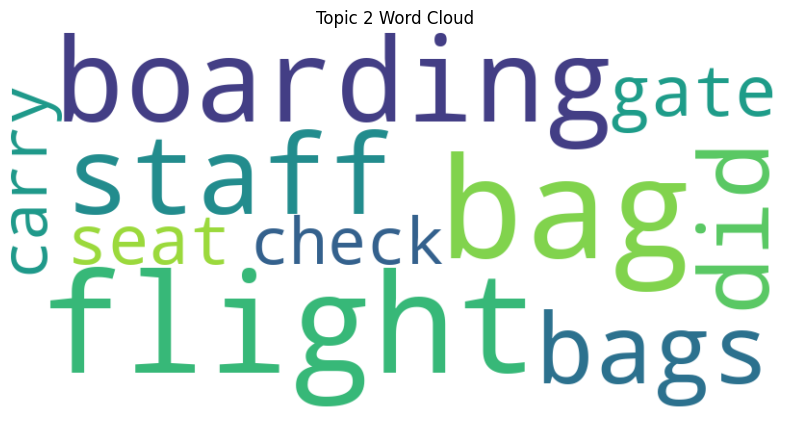 Topic 2 Word Cloud
boarding
gate
carry
staff
bag
did
seat check
flight
bags